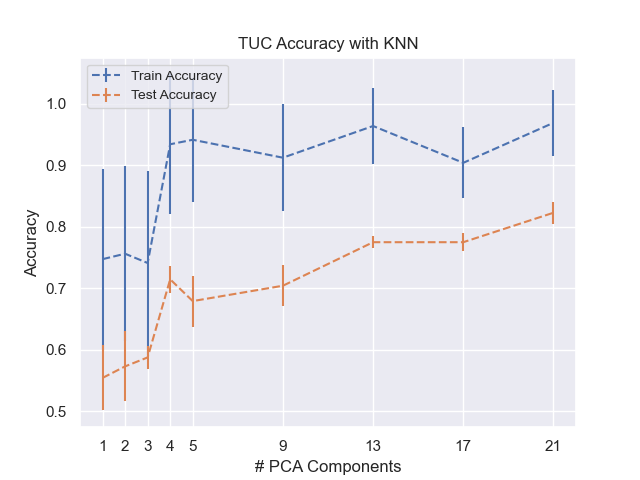 TUC Accuracy with KNN
Train Accuracy
Test Accuracy
Accuracy
1.0
0.9
0.8
0.7
0.6
0.5
1 2 3 4 5 9 13 17 21
# PCA Components